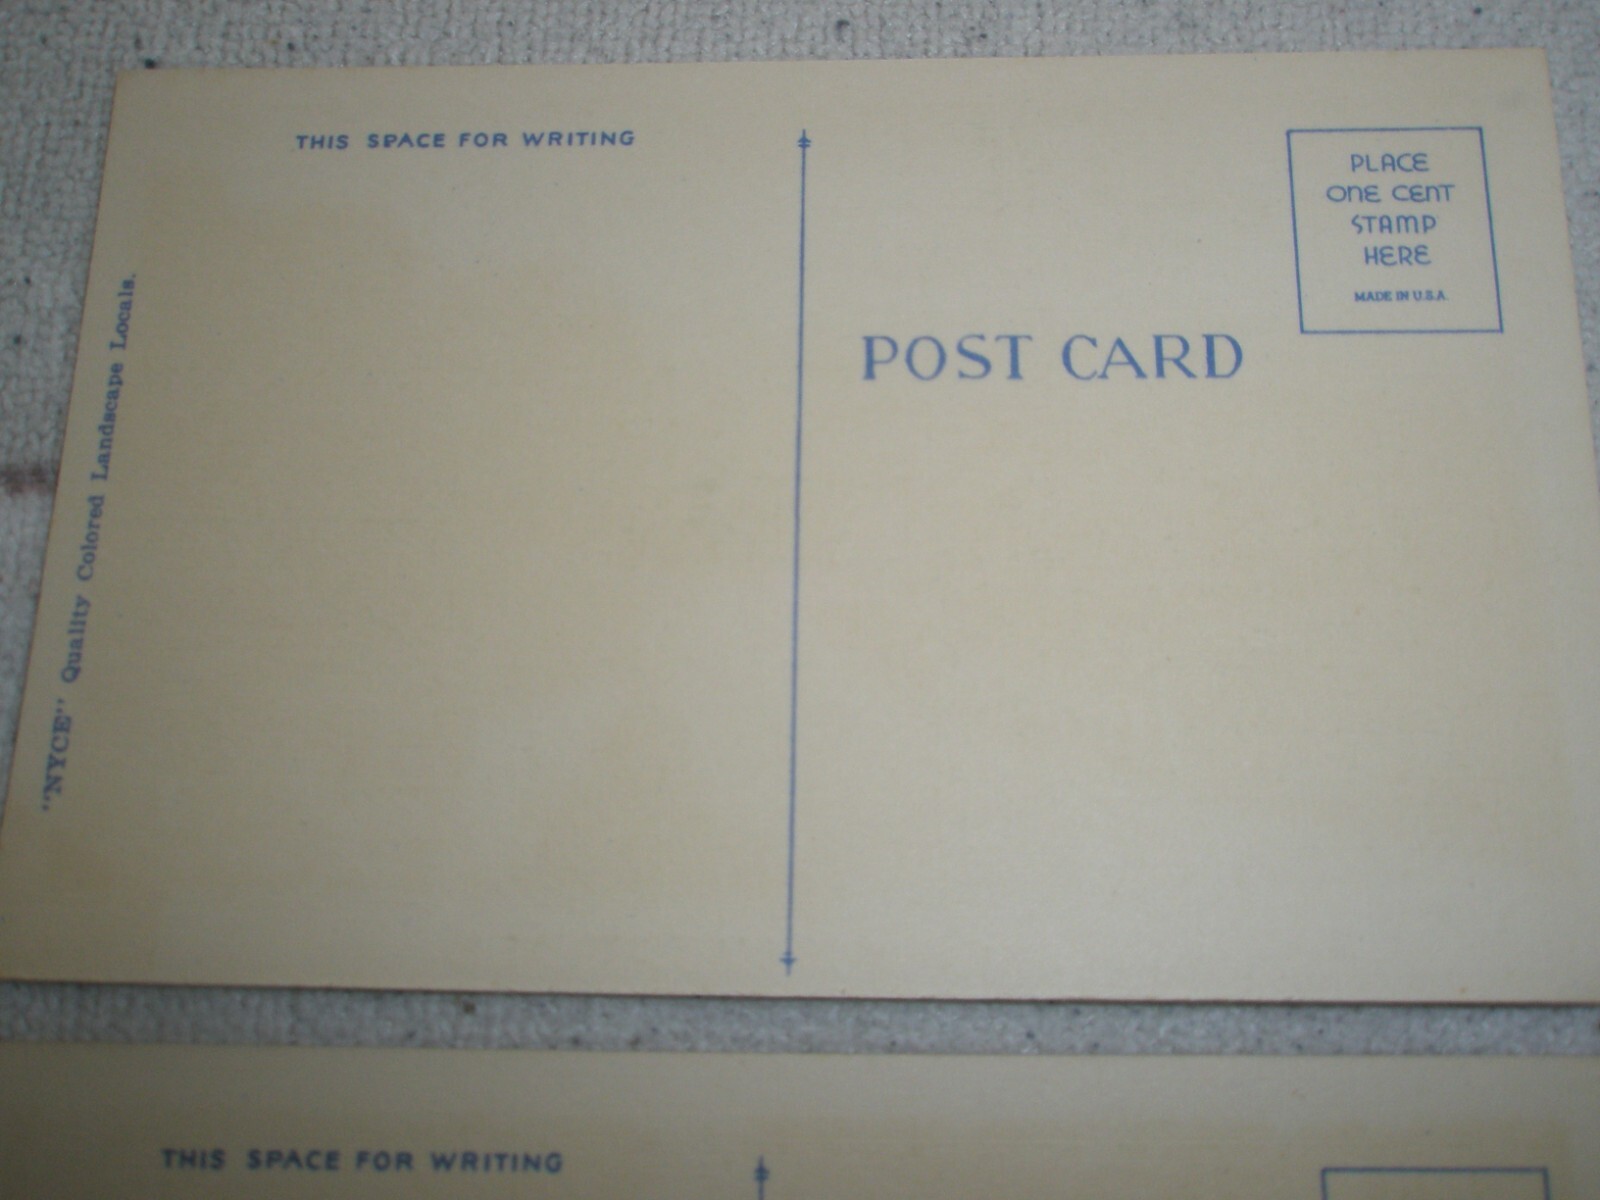 THIS SPACE FOR WRITING
PLACE
ONE CENT
STAMP
HERE
MADE IN U.S.A.
POST CARD
"NYCE" Quality Colored Landscape Locals.
THIS SPACE FOR WRITING